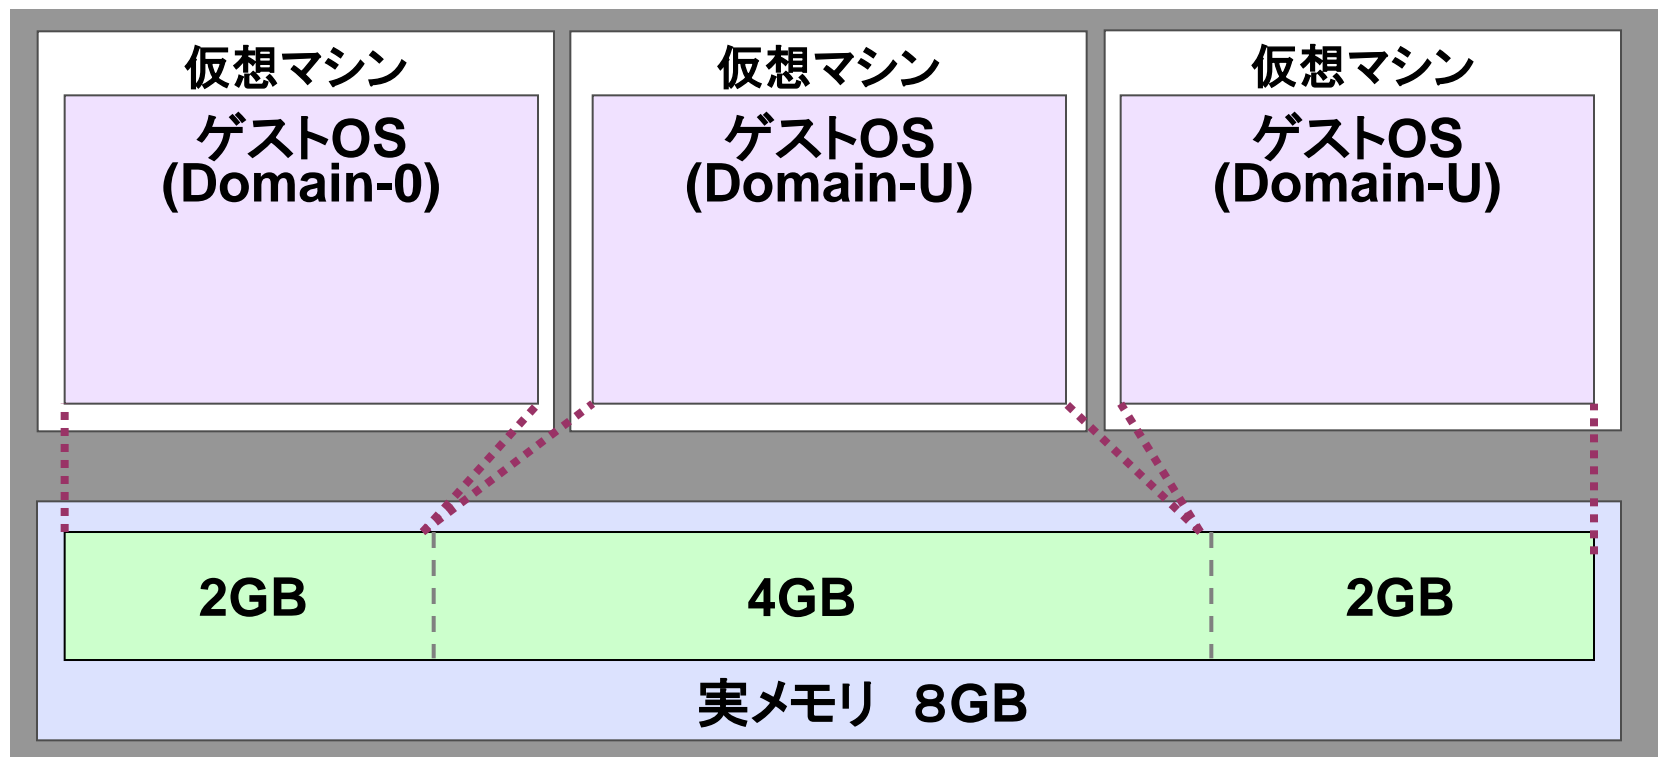 仮想マシン
ゲストOS
(Domain-0)
仮想マシン
ゲストOS
(Domain-U)
仮想マシン
ゲストOS
(Domain-U)
2GB
4GB
2GB
実メモリ　８GB